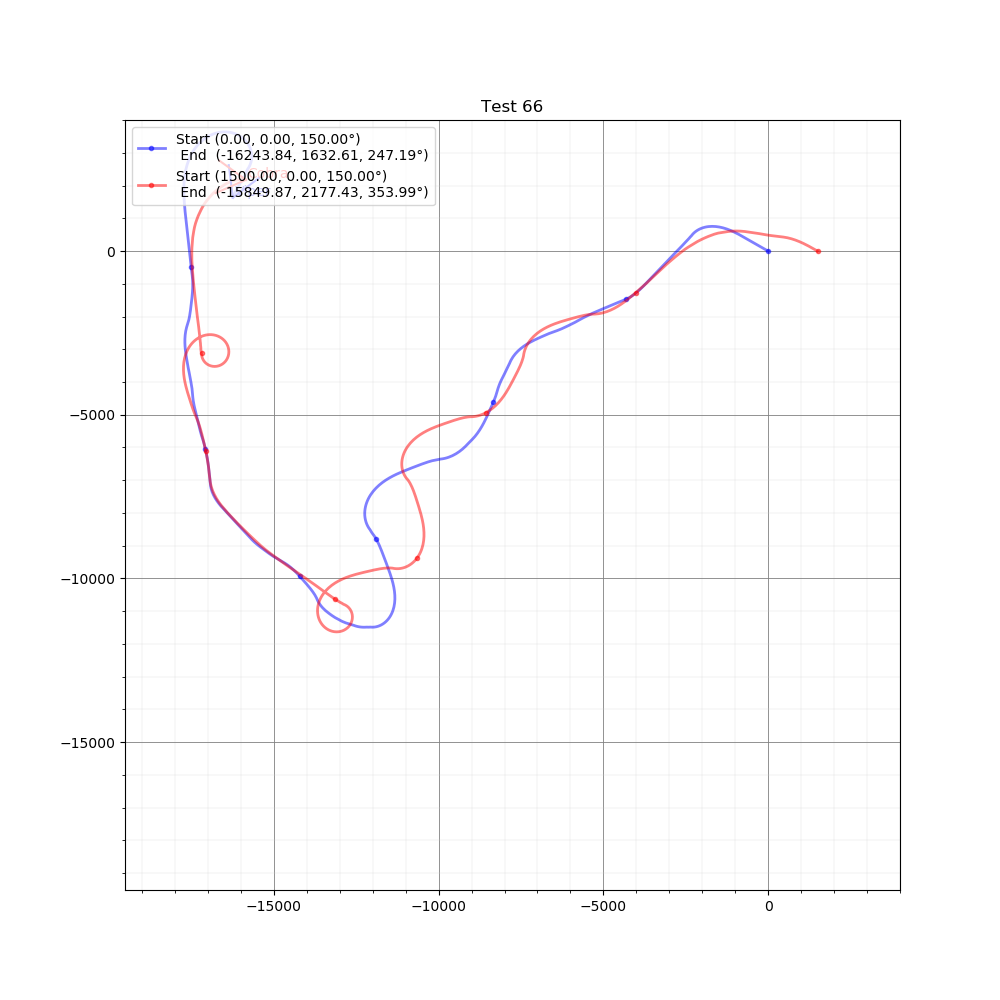 Test 66
Start (0.00, 0.00, 150.00°)
End (-16243.84, 1632.61, 247.19°)
Start (1500.00, 0.00, 150.00°)
End (-15849.87, 2177.43, 353.99°)
0
−5000
−10000
−15000
−15000
−10000
−5000
0